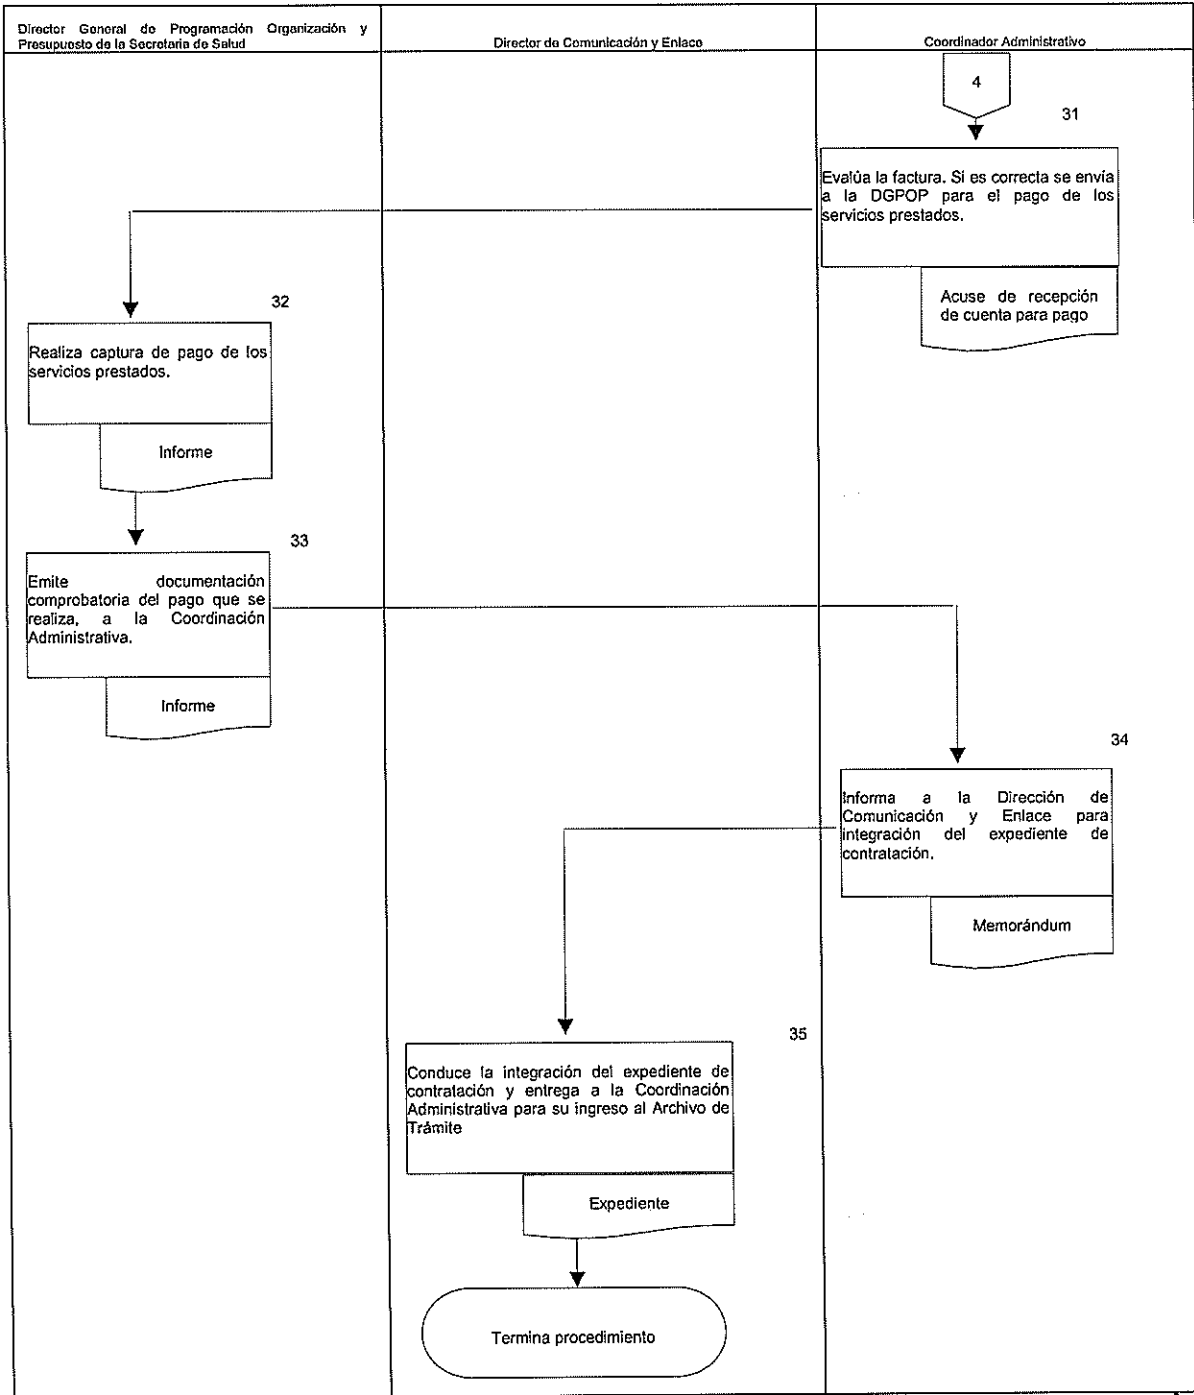 Director General de Programación Organización y
Presupuesto de la Secretaria de Salud
Director de Comunicación y Enlace
Coordinador Administrativo
4
31
Evalúa la factura. Si es correcta se envía
a la DGPOP para el pago de los
servicios prestados.
Acuse de recepción
de cuenta para pago
32
Realiza captura de pago de los
servicios prestados.
Informe
33
Emite documentación
comprobatoria del pago que se
realiza, a la Coordinación
Administrativa.
Informe
34
Informa a la Dirección de
Comunicación y Enlace para
integración del expediente de
contratación.
Memorándum
35
Conduce la integración del expediente de
contratación y entrega a la Coordinación
Administrativa para su ingreso al Archivo de
Trámite
Expediente
Termina procedimiento